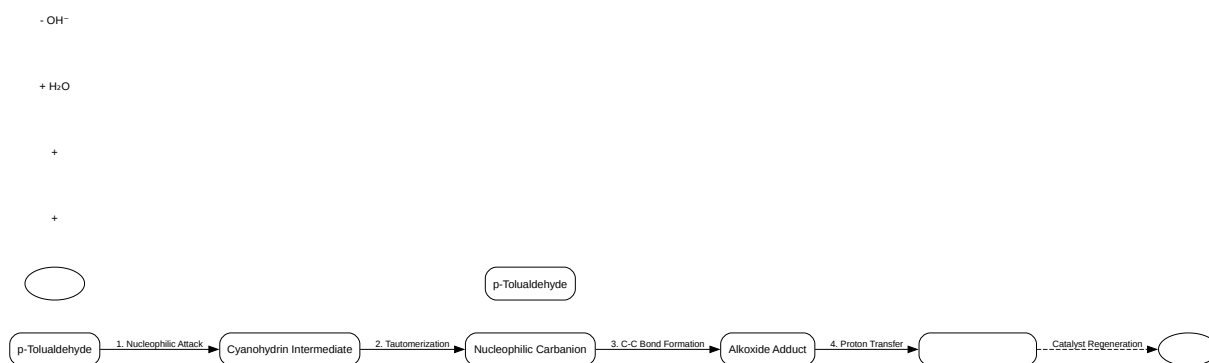 - OH⁻
+ H₂O
+
+
p-Tolualdehyde
p-Tolualdehyde
1. Nucleophilic Attack
Cyanohydrin Intermediate
2. Tautomerization
Nucleophilic Carbanion
3. C-C Bond Formation
Alkoxide Adduct
4. Proton Transfer
Catalyst Regeneration